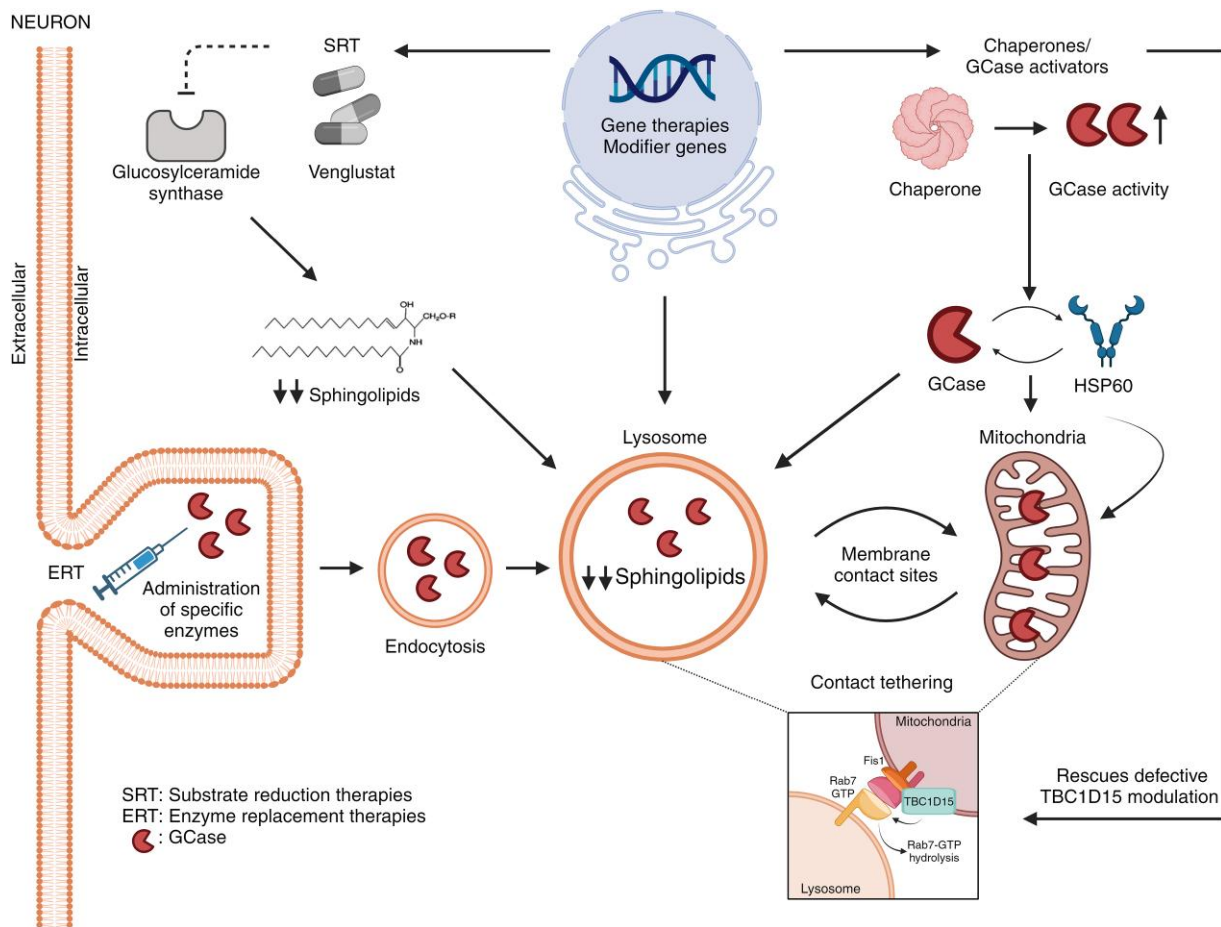 NEURON
SRT
Venglustat
Glucosylceramide
synthase
Gene therapies
Modifier genes
Chaperones/
GCase activators
Chaperone
GCase activity
Extracellular
Intracellular
OH
CH₂O-R
NH
O
Sphingolipids
GCase
HSP60
Lysosome
Mitochondria
ERT
Administration
of specific
enzymes
Endocytosis
Sphingolipids
Membrane
contact sites
Contact tethering
Mitochondria
Fis1
Rab7
GTP
TBC1D15
Rab7-GTP
hydrolysis
Lysosome
Rescues defective
TBC1D15 modulation
SRT: Substrate reduction therapies
ERT: Enzyme replacement therapies
: GCase